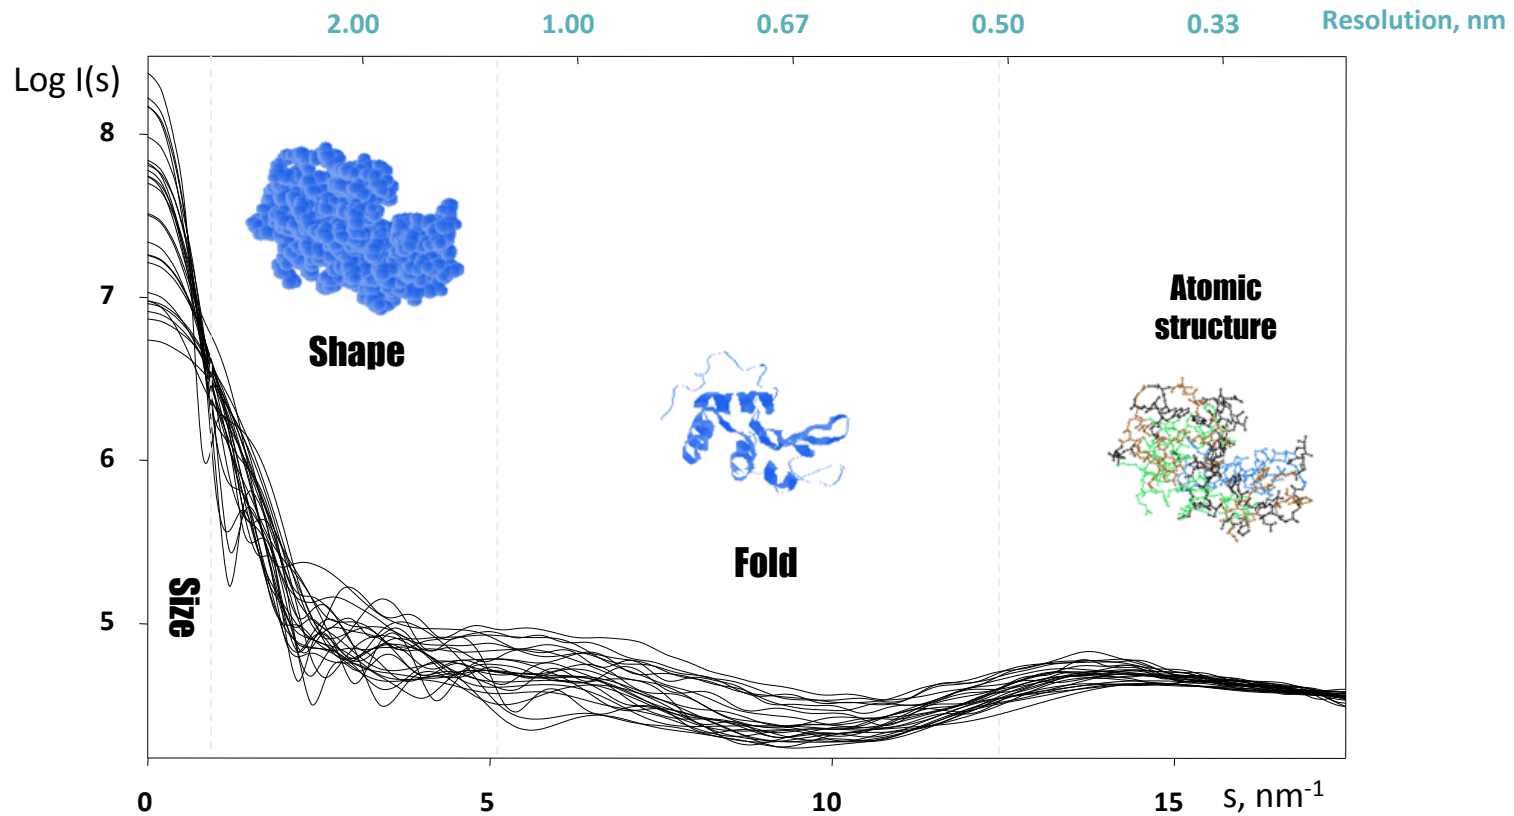 2.00 1.00 0.67 0.50 0.33 Resolution, nm
Log I(s)
8
7
6
5
Size
Shape
Fold
Atomic
structure
0 5 10 15 s, nm⁻¹